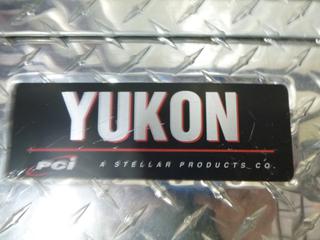 YUKON
PCi A STELLAR PRODUCTS CO.